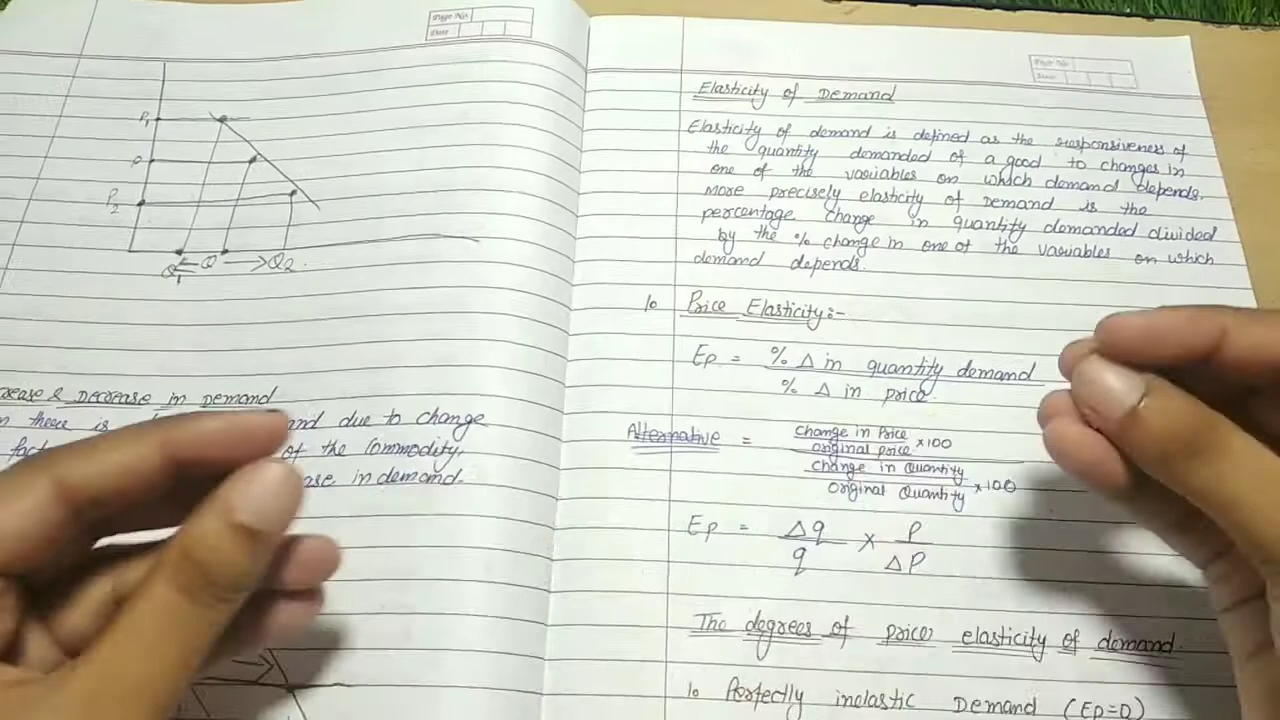 P1
P
P2
Q1 Q Q2
Decrease in Demand
due to change
of the Commodity,
in demand.
Elasticity of Demand
Elasticity of demand is defined as the responsiveness of
the quantity demanded of a good to changes in
one of the variables on which demand depends.
More precisely elasticity of Demand is the
percentage change in quantity demanded divided
by the % change in one of the variables on which
demand depends.
1. Price Elasticity:-
Ep = % Δ in quantity demand
% Δ in price.
Alternative = change in Price ×100
original price
change in Quantity ×100
original Quantity
Ep = Δq × P
q ΔP
The degrees of price elasticity of demand.
1. Perfectly inelastic Demand (Ep=0)